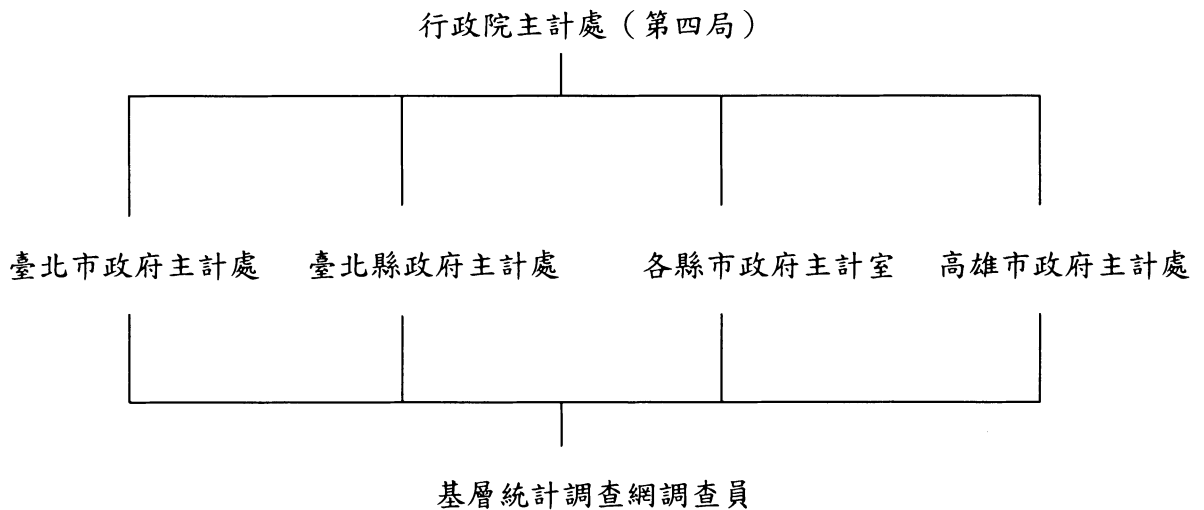 行政院主計處（第四局）
臺北市政府主計處 臺北縣政府主計處 各縣市政府主計室 高雄市政府主計處
基層統計調查網調查員